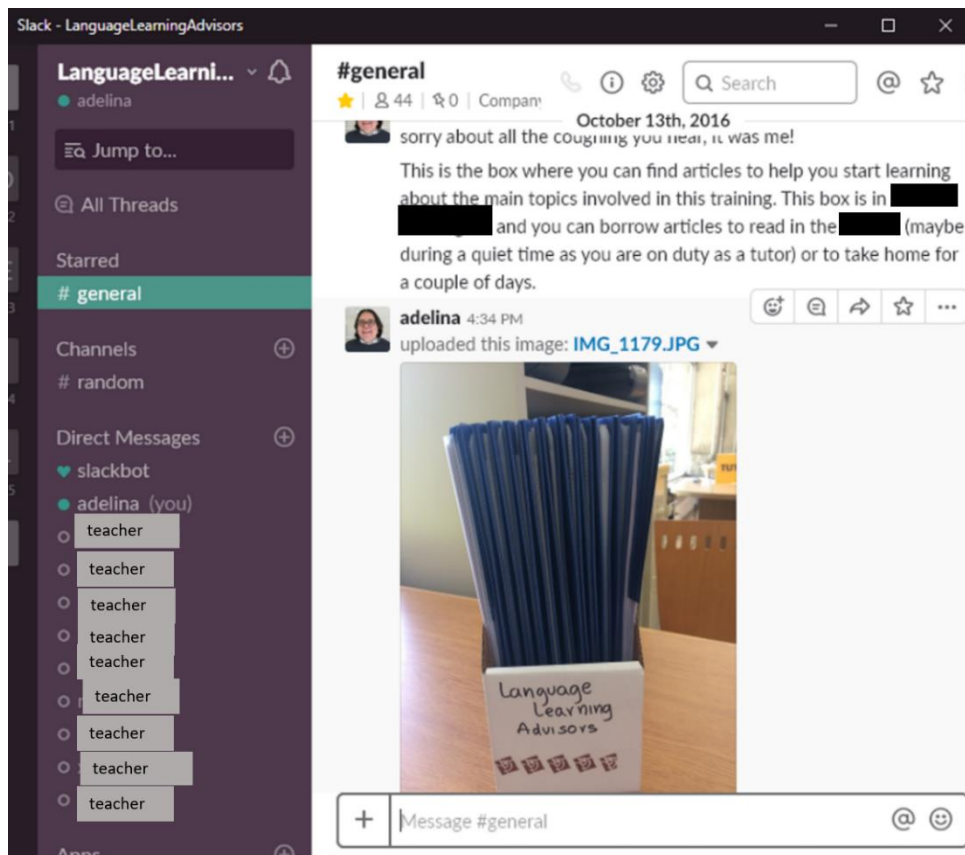 Slack - LanguageLearningAdvisors
LanguageLearni...
adelina
Jump to...
All Threads
Starred
# general
Channels
# random
Direct Messages
slackbot
adelina (you)
teacher
teacher
teacher
teacher
teacher
teacher
teacher
teacher
teacher
Apps
#general
44 | 0 | Company
Search
October 13th, 2016
sorry about all the coughing you hear, it was me!
This is the box where you can find articles to help you start learning
about the main topics involved in this training. This box is in
and you can borrow articles to read in the (maybe
during a quiet time as you are on duty as a tutor) or to take home for
a couple of days.
adelina 4:34 PM
uploaded this image: IMG_1179.JPG
TUT
Language
Learning
Advisors
Message #general